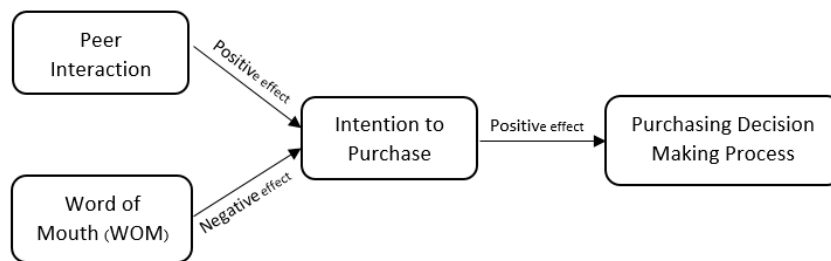 Peer
Interaction
Positive effect
Intention to
Purchase
Positive effect
Purchasing Decision
Making Process
Word of
Mouth (WOM)
Negative effect